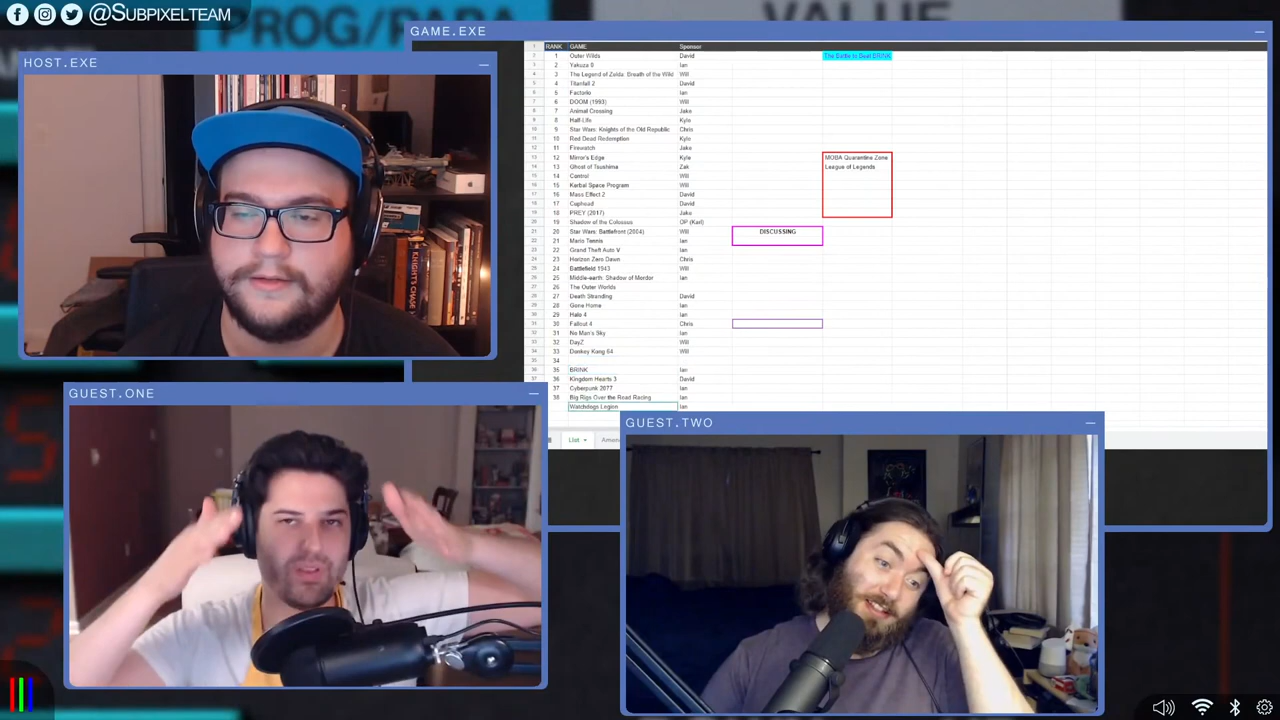 @SUBPIXELTEAM
GAME.EXE
HOST.EXE
RANK GAME Sponsor
1 Outer Wilds David
The Battle to Beat BRINK
2 Yakuza 0 Ian
3 The Legend of Zelda: Breath of the Wild Will
4 Titanfall 2 David
5 Factorio Ian
6 DOOM (1993) Will
7 Animal Crossing Jake
8 Half-Life Kyle
9 Star Wars: Knights of the Old Republic Chris
10 Red Dead Redemption Kyle
11 Firewatch Jake
12 Mirror's Edge Kyle
MOBA Quarantine Zone
13 Ghost of Tsushima Zak
League of Legends
14 Control Will
15 Kerbal Space Program Will
16 Mass Effect 2 David
17 Cuphead David
18 PREY (2017) Jake
19 Shadow of the Colossus OP (Karl)
20 Star Wars: Battlefront (2004) Will
DISCUSSING
21 Mario Tennis Ian
22 Grand Theft Auto V Ian
23 Horizon Zero Dawn Chris
24 Battlefield 1943 Will
25 Middle-earth: Shadow of Mordor Ian
26 The Outer Worlds
27 Death Stranding David
28 Gone Home Ian
29 Halo 4 Ian
30 Fallout 4 Chris
31 No Man's Sky Ian
32 DayZ Will
33 Donkey Kong 64 Will
34
35 BRINK Ian
36 Kingdom Hearts 3 David
37 Cyberpunk 2077 Ian
38 Big Rigs Over the Road Racing Ian
Watchdogs Legion Ian
List
GUEST.ONE
GUEST.TWO